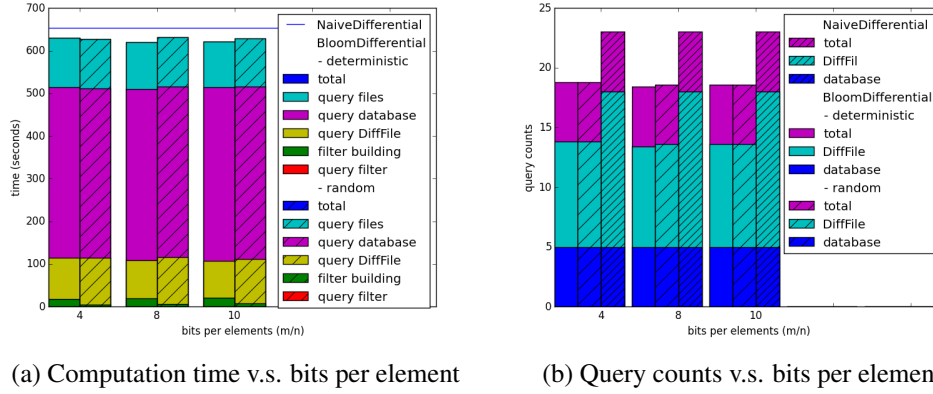 700
600
500
400
300
200
100
0
time (seconds)
4
8
10
bits per elements (m/n)
NaiveDifferential
BloomDifferential
- deterministic
total
query files
query database
query DiffFile
filter building
query filter
- random
total
query files
query database
query DiffFile
filter building
query filter
25
20
15
10
5
0
query counts
4
8
10
bits per elements (m/n)
NaiveDifferential
total
DiffFil
database
BloomDifferential
- deterministic
total
DiffFile
database
- random
total
DiffFile
database
(a) Computation time v.s. bits per element
(b) Query counts v.s. bits per elemen